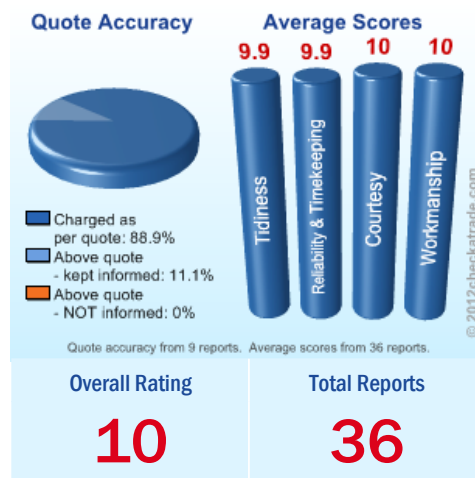 Quote Accuracy
Average Scores
9.9 9.9 10 10
Tidiness
Reliability & Timekeeping
Courtesy
Workmanship
Charged as
per quote: 88.9%
Above quote
- kept informed: 11.1%
Above quote
- NOT informed: 0%
© 2012checkatrade.com
Quote accuracy from 9 reports. Average scores from 36 reports.
Overall Rating
10
Total Reports
36